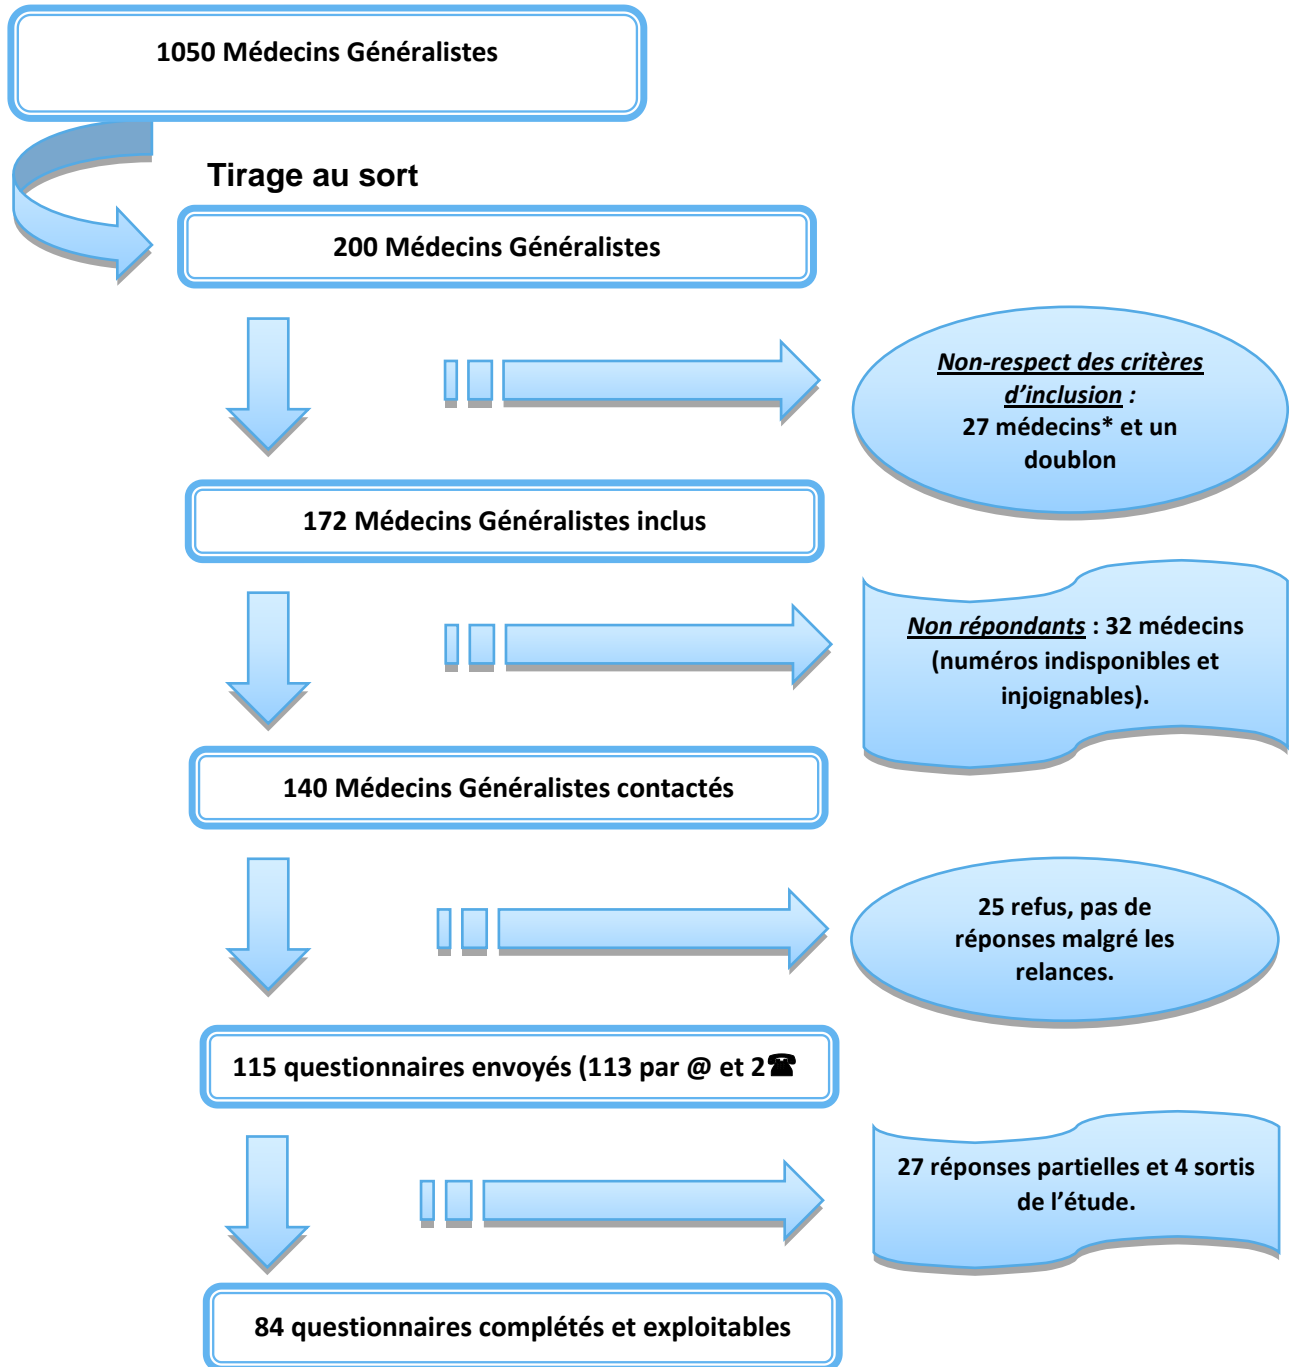 1050 Médecins Généralistes
Tirage au sort
200 Médecins Généralistes
Non-respect des critères
d’inclusion :
27 médecins* et un
doublon
172 Médecins Généralistes inclus
Non répondants : 32 médecins
(numéros indisponibles et
injoignables).
140 Médecins Généralistes contactés
25 refus, pas de
réponses malgré les
relances.
115 questionnaires envoyés (113 par @ et 2☎
27 réponses partielles et 4 sortis
de l’étude.
84 questionnaires complétés et exploitables